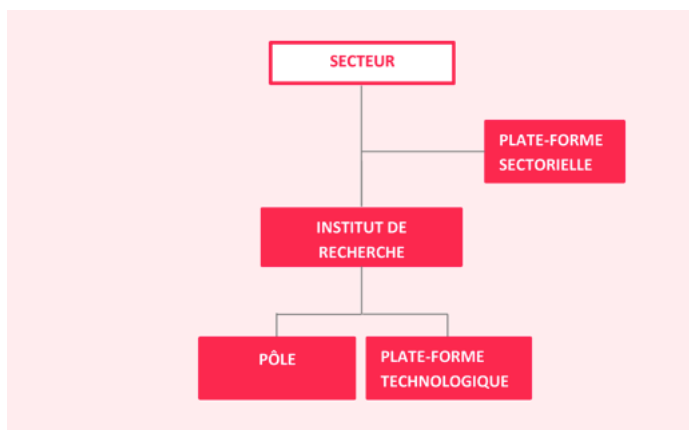 SECTEUR
PLATE-FORME
SECTORIELLE
INSTITUT DE
RECHERCHE
PÔLE
PLATE-FORME
TECHNOLOGIQUE